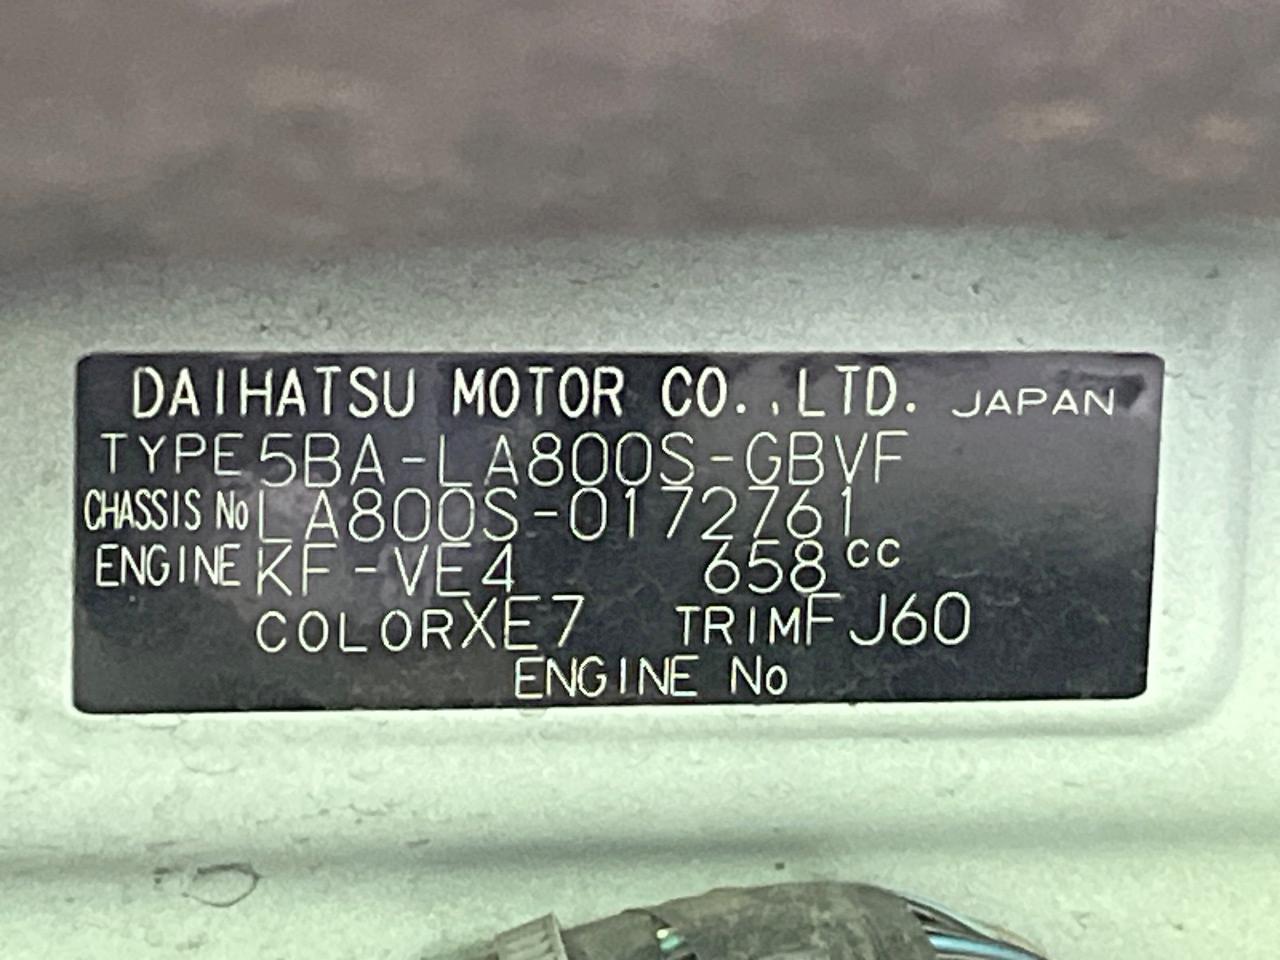 DAIHATSU MOTOR CO.,LTD. JAPAN
TYPE 5BA-LA800S-GBVF
CHASSIS No LA800S-0172761
ENGINE KF-VE4 658cc
COLOR XE7 TRIM FJ60
ENGINE No